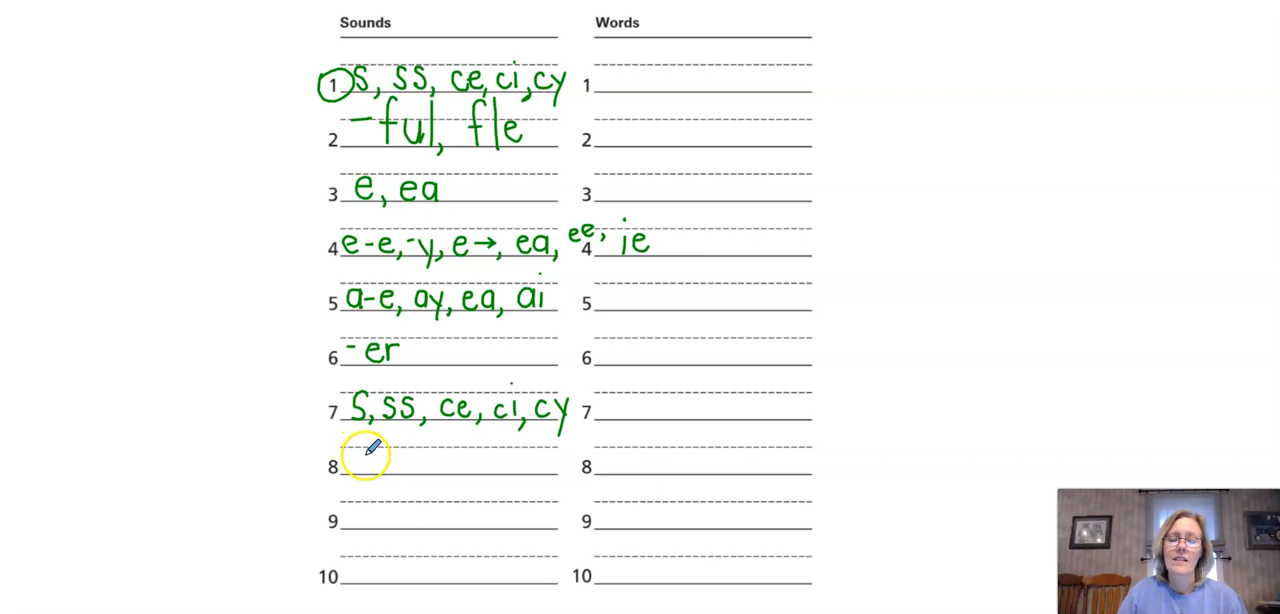 Sounds Words
1 s, ss, ce, ci, cy 1
2 -ful, fle 2
3 e, ea 3
4 e-e, -y, e→, ea, ee, ie 4
5 a-e, ay, ea, ai 5
6 -er 6
7 s, ss, ce, ci, cy 7
8 8
9 9
10 10